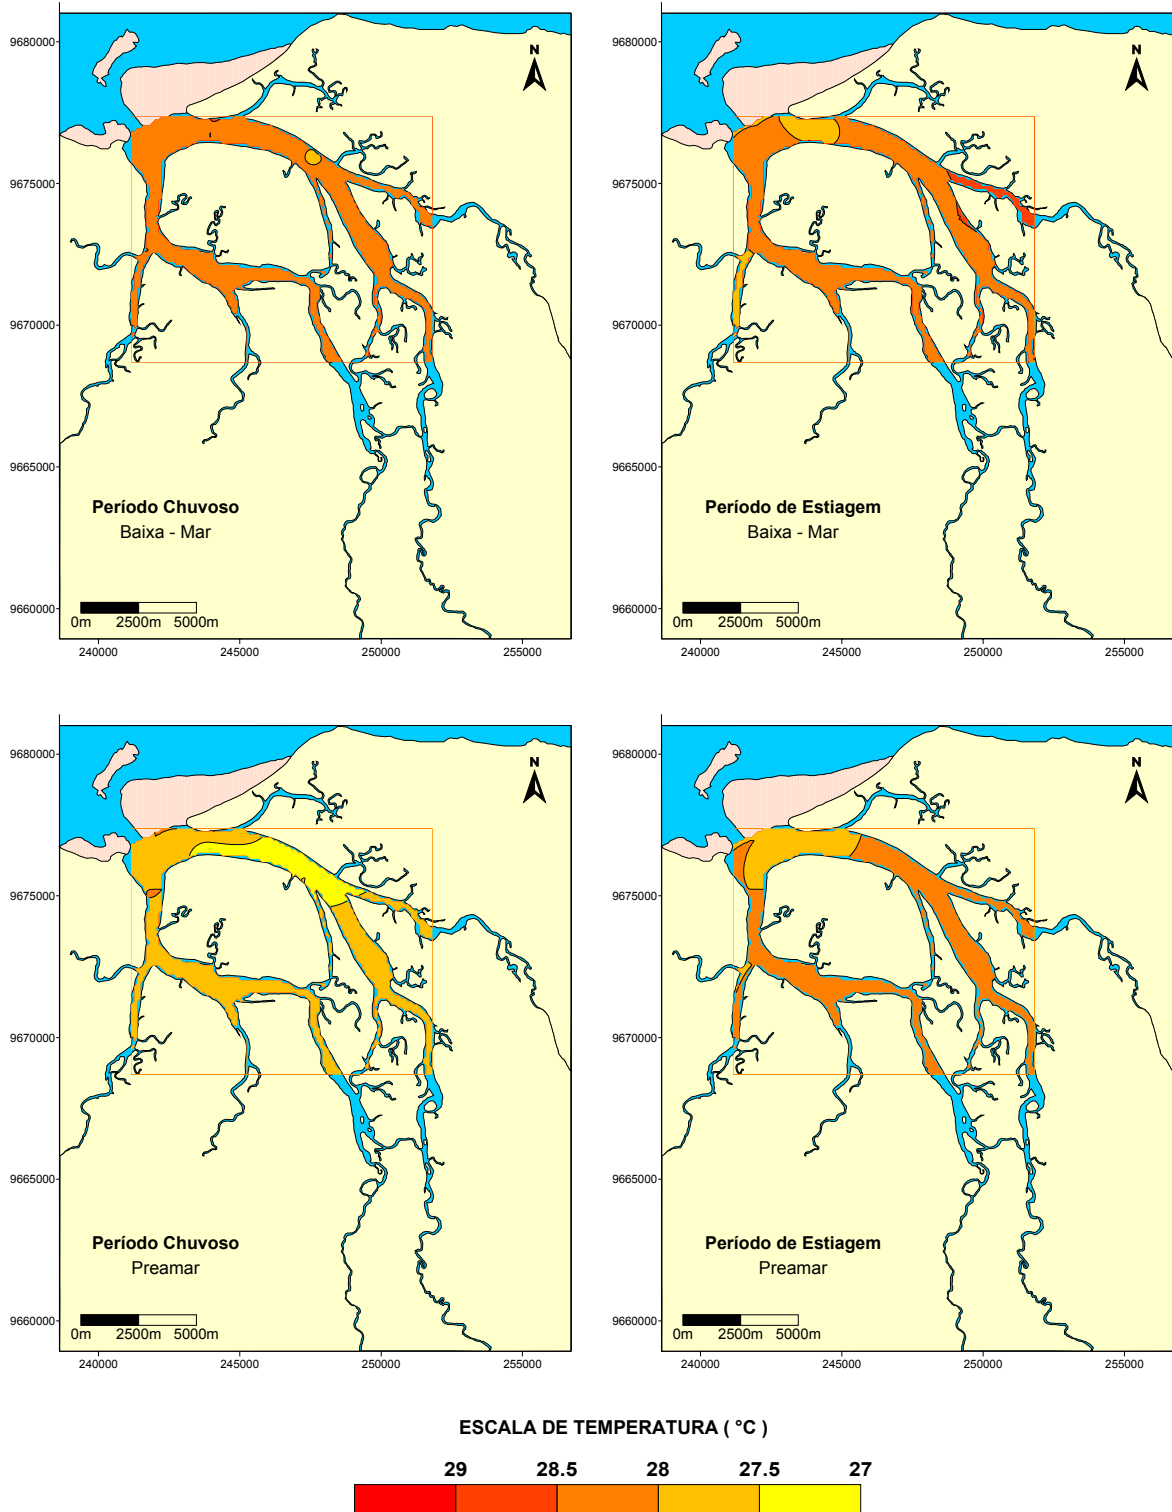 N
9680000
9675000
9670000
9665000
9660000
Período Chuvoso
Baixa - Mar
0m 2500m 5000m
240000 245000 250000 255000
N
9680000
9675000
9670000
9665000
9660000
Período de Estiagem
Baixa - Mar
0m 2500m 5000m
240000 245000 250000 255000
N
9680000
9675000
9670000
9665000
9660000
Período Chuvoso
Preamar
0m 2500m 5000m
240000 245000 250000 255000
N
9680000
9675000
9670000
9665000
9660000
Período de Estiagem
Preamar
0m 2500m 5000m
240000 245000 250000 255000
ESCALA DE TEMPERATURA ( °C )
29 28.5 28 27.5 27